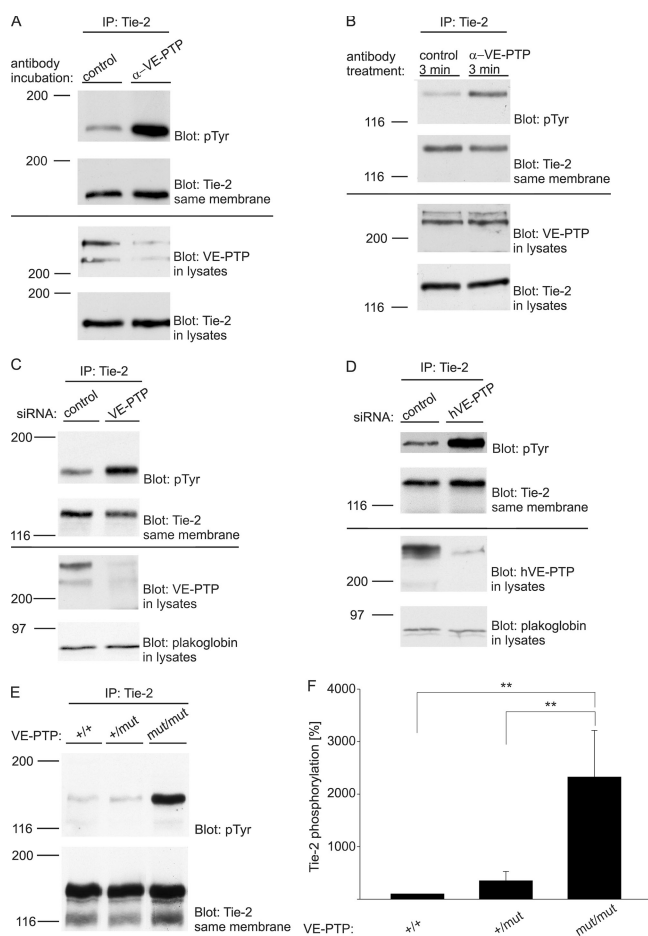 A
IP: Tie-2
antibody
incubation:
control
α–VE-PTP
200
Blot: pTyr
200
Blot: Tie-2
same membrane
Blot: VE-PTP
in lysates
200
200
Blot: Tie-2
in lysates
B
IP: Tie-2
antibody
treatment:
control
3 min
α–VE-PTP
3 min
116
Blot: pTyr
Blot: Tie-2
same membrane
116
200
Blot: VE-PTP
in lysates
Blot: Tie-2
in lysates
116
C
IP: Tie-2
siRNA:
control
VE-PTP
200
Blot: pTyr
Blot: Tie-2
same membrane
116
Blot: VE-PTP
in lysates
200
97
Blot: plakoglobin
in lysates
D
IP: Tie-2
siRNA:
control
hVE-PTP
Blot: pTyr
Blot: Tie-2
same membrane
116
Blot: hVE-PTP
in lysates
200
97
Blot: plakoglobin
in lysates
E
IP: Tie-2
VE-PTP:
+/+
+/mut
mut/mut
200
116
Blot: pTyr
200
Blot: Tie-2
same membrane
116
F
Tie-2 phosphorylation [%]
4000
3000
2000
1000
**
**
VE-PTP:
+/+
+/mut
mut/mut